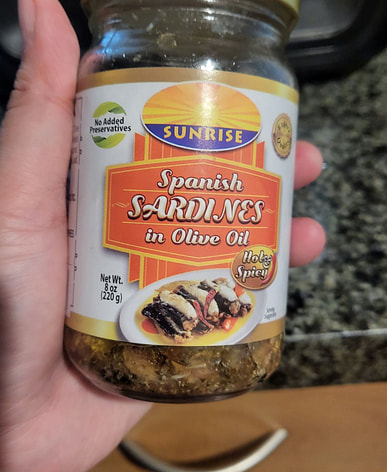 No Added
Preservatives
SUNRISE
Spanish
SARDINES
in Olive Oil
Hot &
Spicy
Net Wt.
8 oz
(220 g)